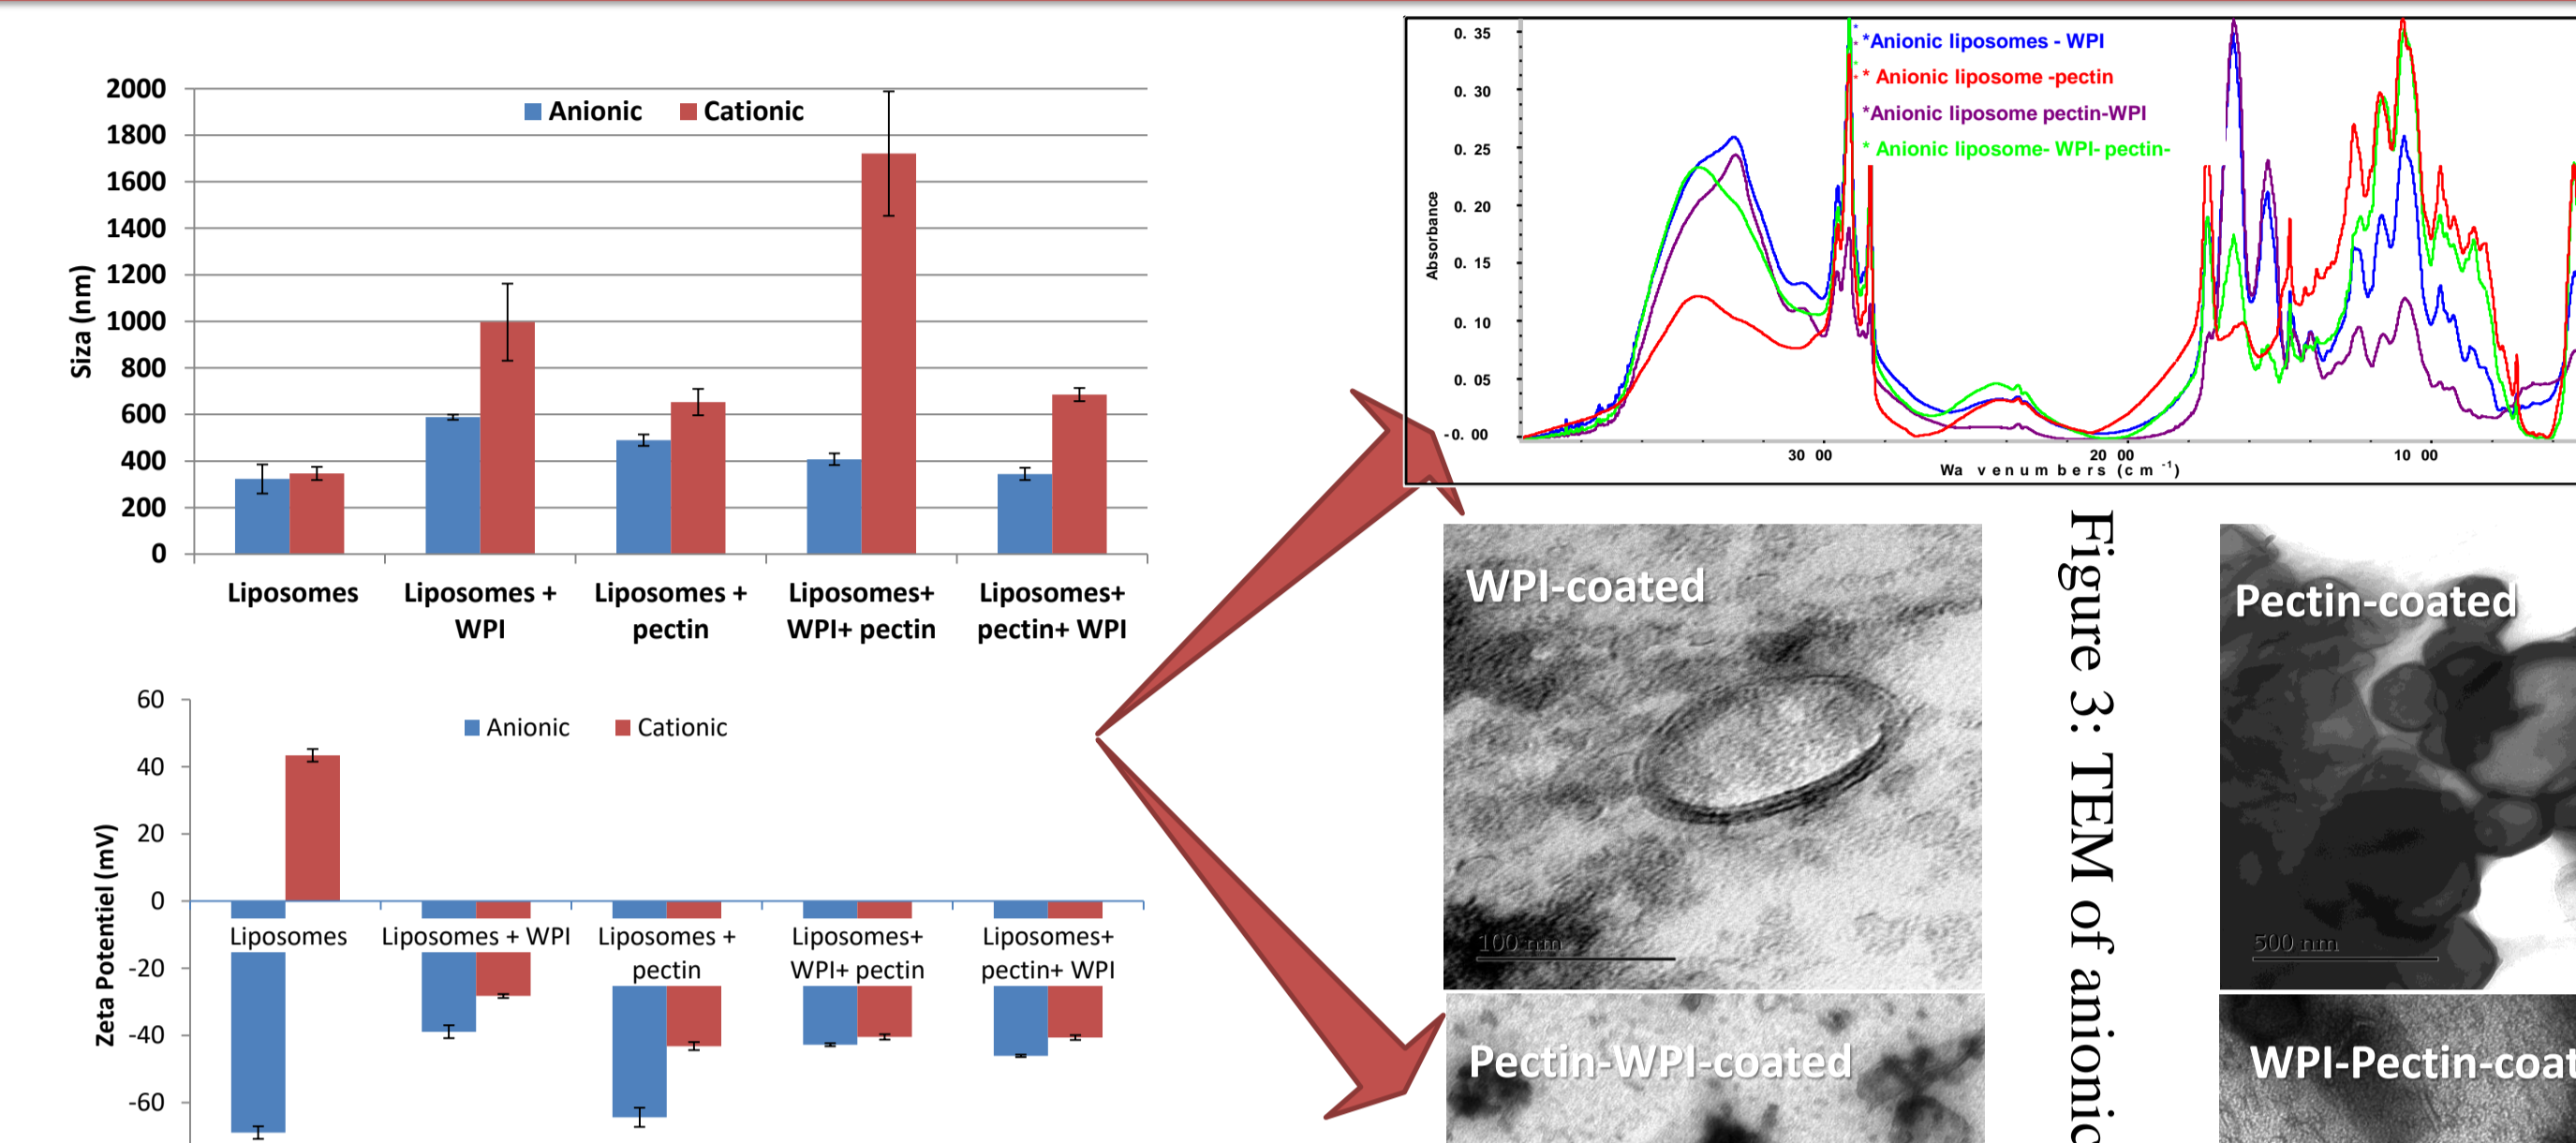 2000
1800
1600
1400
1200
1000
800
600
400
200
0
Siza (nm)
Anionic Cationic
Liposomes
Liposomes +
WPI
Liposomes +
pectin
Liposomes+
WPI+ pectin
Liposomes+
pectin+ WPI
60
40
20
0
-20
-40
-60
Zeta Potentiel (mV)
Anionic Cationic
Liposomes
Liposomes + WPI
Liposomes +
pectin
Liposomes+
WPI+ pectin
Liposomes+
pectin+ WPI
0. 35
0. 30
0. 25
0. 20
0. 15
0. 10
0. 05
-0. 00
Absorbance
*Anionic liposomes - WPI
* Anionic liposome -pectin
*Anionic liposome pectin-WPI
* Anionic liposome- WPI- pectin-
30 00 20 00 10 00
Wa venum bers (cm -1)
WPI-coated
100 nm
Figure 3: TEM of anionic
Pectin-coated
500 nm
Pectin-WPI-coated
WPI-Pectin-coat